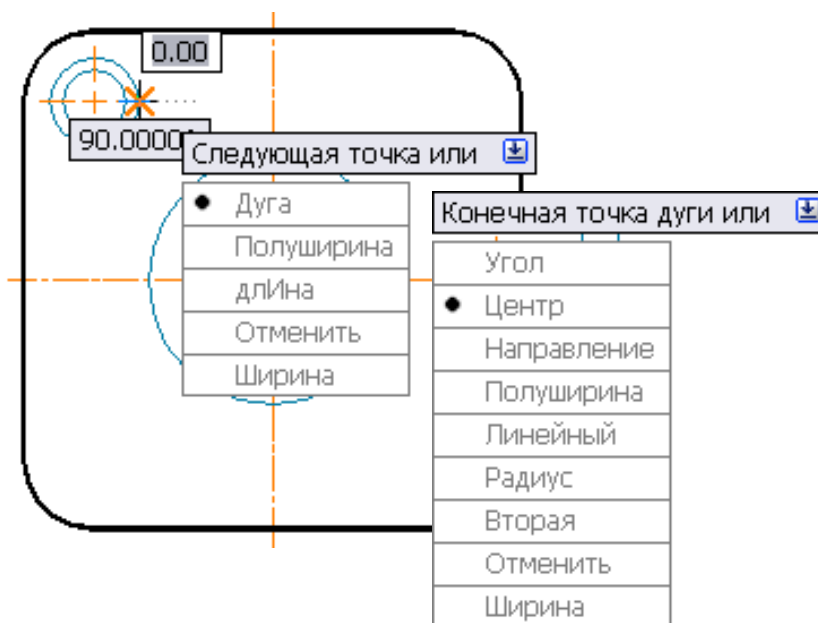 0.00
90.0000
Следующая точка или
Дуга
Полуширина
длИна
Отменить
Ширина
Конечная точка дуги или
Угол
Центр
Направление
Полуширина
Линейный
Радиус
Вторая
Отменить
Ширина